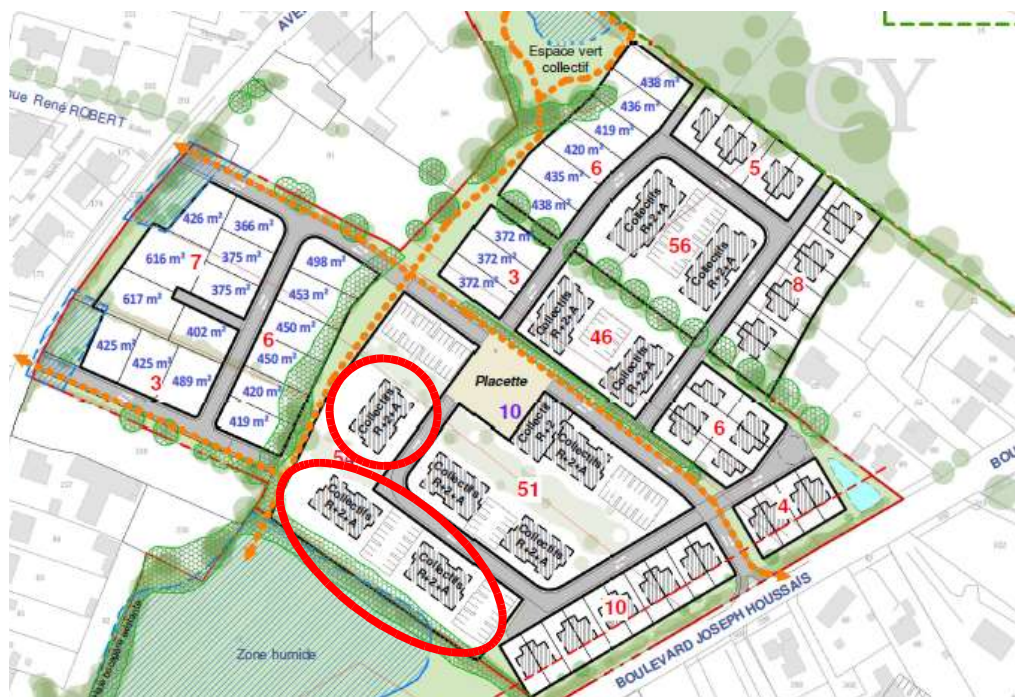 AVE
nue René ROBERT
Espace vert
collectif
CY
438 m²
436 m²
419 m²
420 m²
435 m²
438 m²
6
5
372 m²
372 m²
372 m²
3
Collectifs
R+2+A
56
Collectifs
R+2+A
8
426 m²
366 m²
616 m²
7
375 m²
375 m²
617 m²
402 m²
425 m²
425 m²
489 m²
3
498 m²
453 m²
6
450 m²
450 m²
420 m²
419 m²
Collectifs
R+2+A
46
Collectifs
R+2+A
Placette
10
Collectif
R+2
Collectifs
R+2+A
Collectifs
R+2+A
51
Collectifs
R+2+A
Collectifs
R+2+A
Collectifs
R+2+A
Collectifs
R+2+A
6
4
10
BOU
BOULEVARD JOSEPH HOUSSAIS
Zone humide